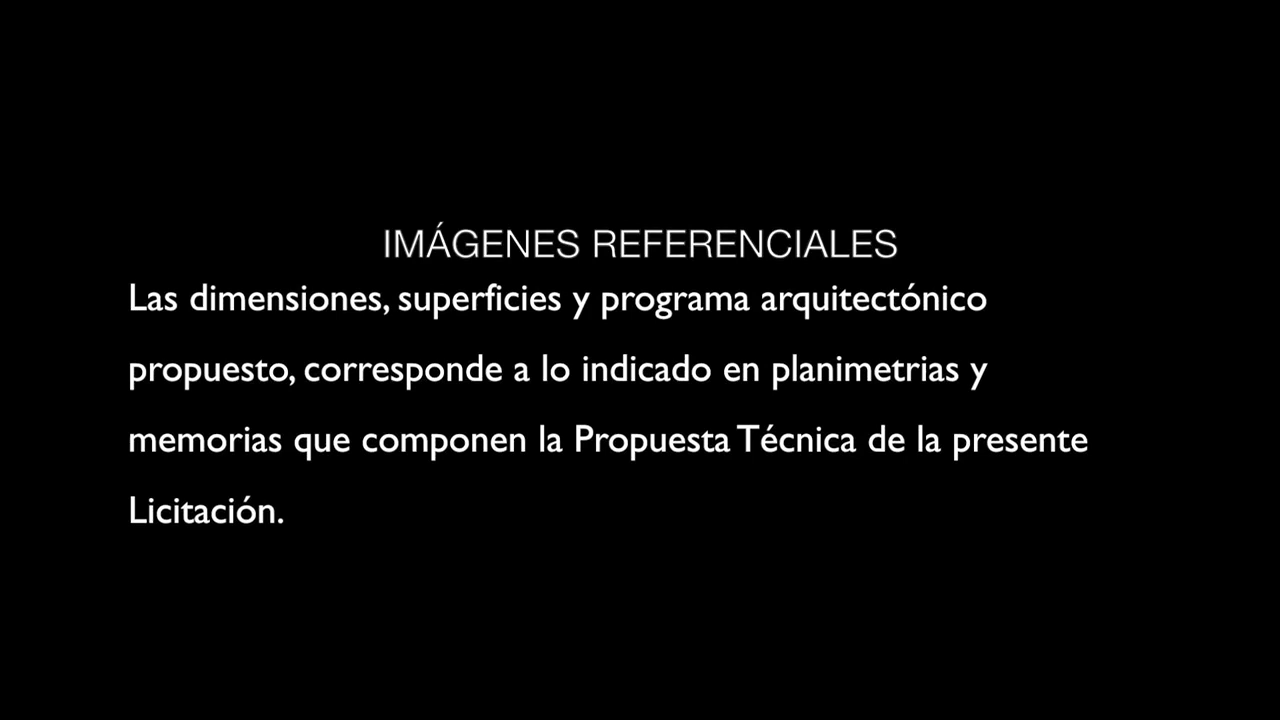 IMÁGENES REFERENCIALES
Las dimensiones, superficies y programa arquitectónico
propuesto, corresponde a lo indicado en planimetrias y
memorias que componen la Propuesta Técnica de la presente
Licitación.